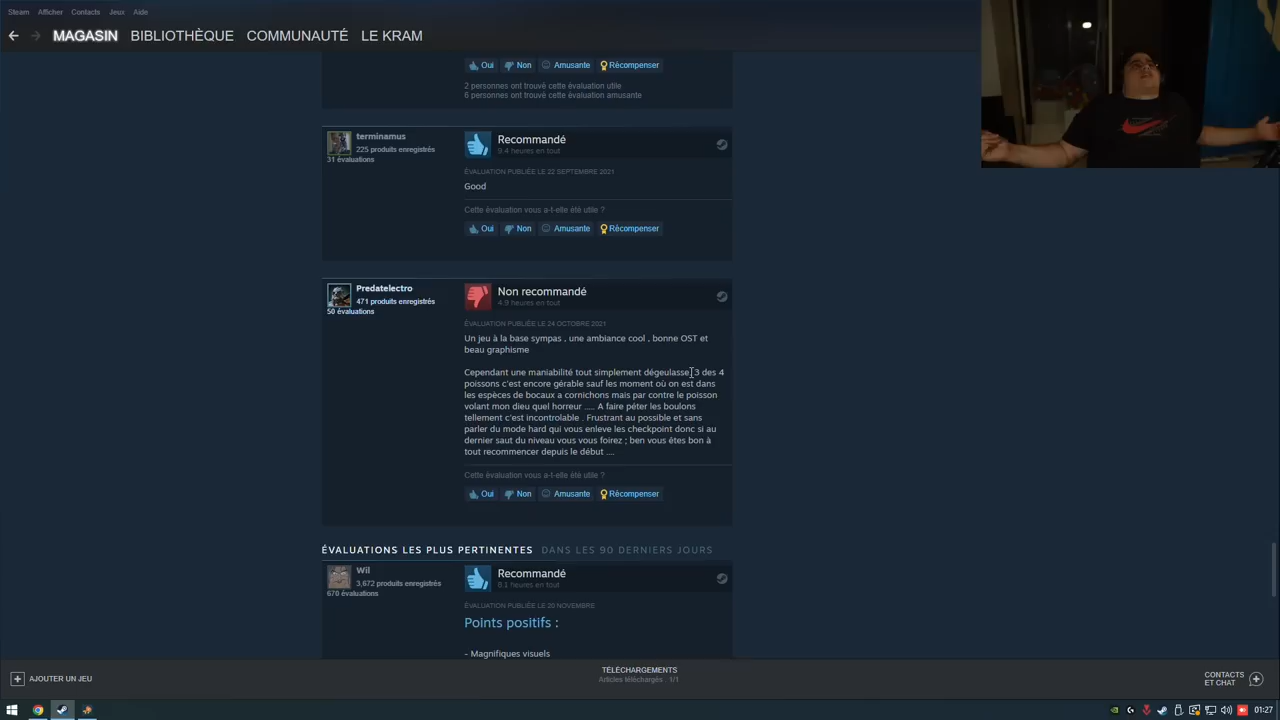 Steam Afficher Contacts Jeux Aide
MAGASIN BIBLIOTHÈQUE COMMUNAUTÉ LE KRAM
Oui Non Amusante Récompenser
2 personnes ont trouvé cette évaluation utile
6 personnes ont trouvé cette évaluation amusante
terminamus
225 produits enregistrés
31 évaluations
Recommandé
9.4 heures en tout
ÉVALUATION PUBLIÉE LE 22 SEPTEMBRE 2021
Good
Cette évaluation vous a-t-elle été utile ?
Oui Non Amusante Récompenser
Predatelectro
471 produits enregistrés
50 évaluations
Non recommandé
4.9 heures en tout
ÉVALUATION PUBLIÉE LE 24 OCTOBRE 2021
Un jeu à la base sympas , une ambiance cool , bonne OST et
beau graphisme
Cependant une maniabilité tout simplement dégeulasse 3 des 4
poissons c'est encore gérable sauf les moment où on est dans
les espèces de bocaux a cornichons mais par contre le poisson
volant mon dieu quel horreur ..... A faire péter les boulons
tellement c'est incontrolable . Frustrant au possible et sans
parler du mode hard qui vous enleve les checkpoint donc si au
dernier saut du niveau vous vous foirez ; ben vous êtes bon à
tout recommencer depuis le début ....
Cette évaluation vous a-t-elle été utile ?
Oui Non Amusante Récompenser
ÉVALUATIONS LES PLUS PERTINENTES DANS LES 90 DERNIERS JOURS
Wil
3,672 produits enregistrés
670 évaluations
Recommandé
8.1 heures en tout
ÉVALUATION PUBLIÉE LE 20 NOVEMBRE
Points positifs :
- Magnifiques visuels
AJOUTER UN JEU
TÉLÉCHARGEMENTS
Articles téléchargés : 1/1
CONTACTS
ET CHAT
01:27